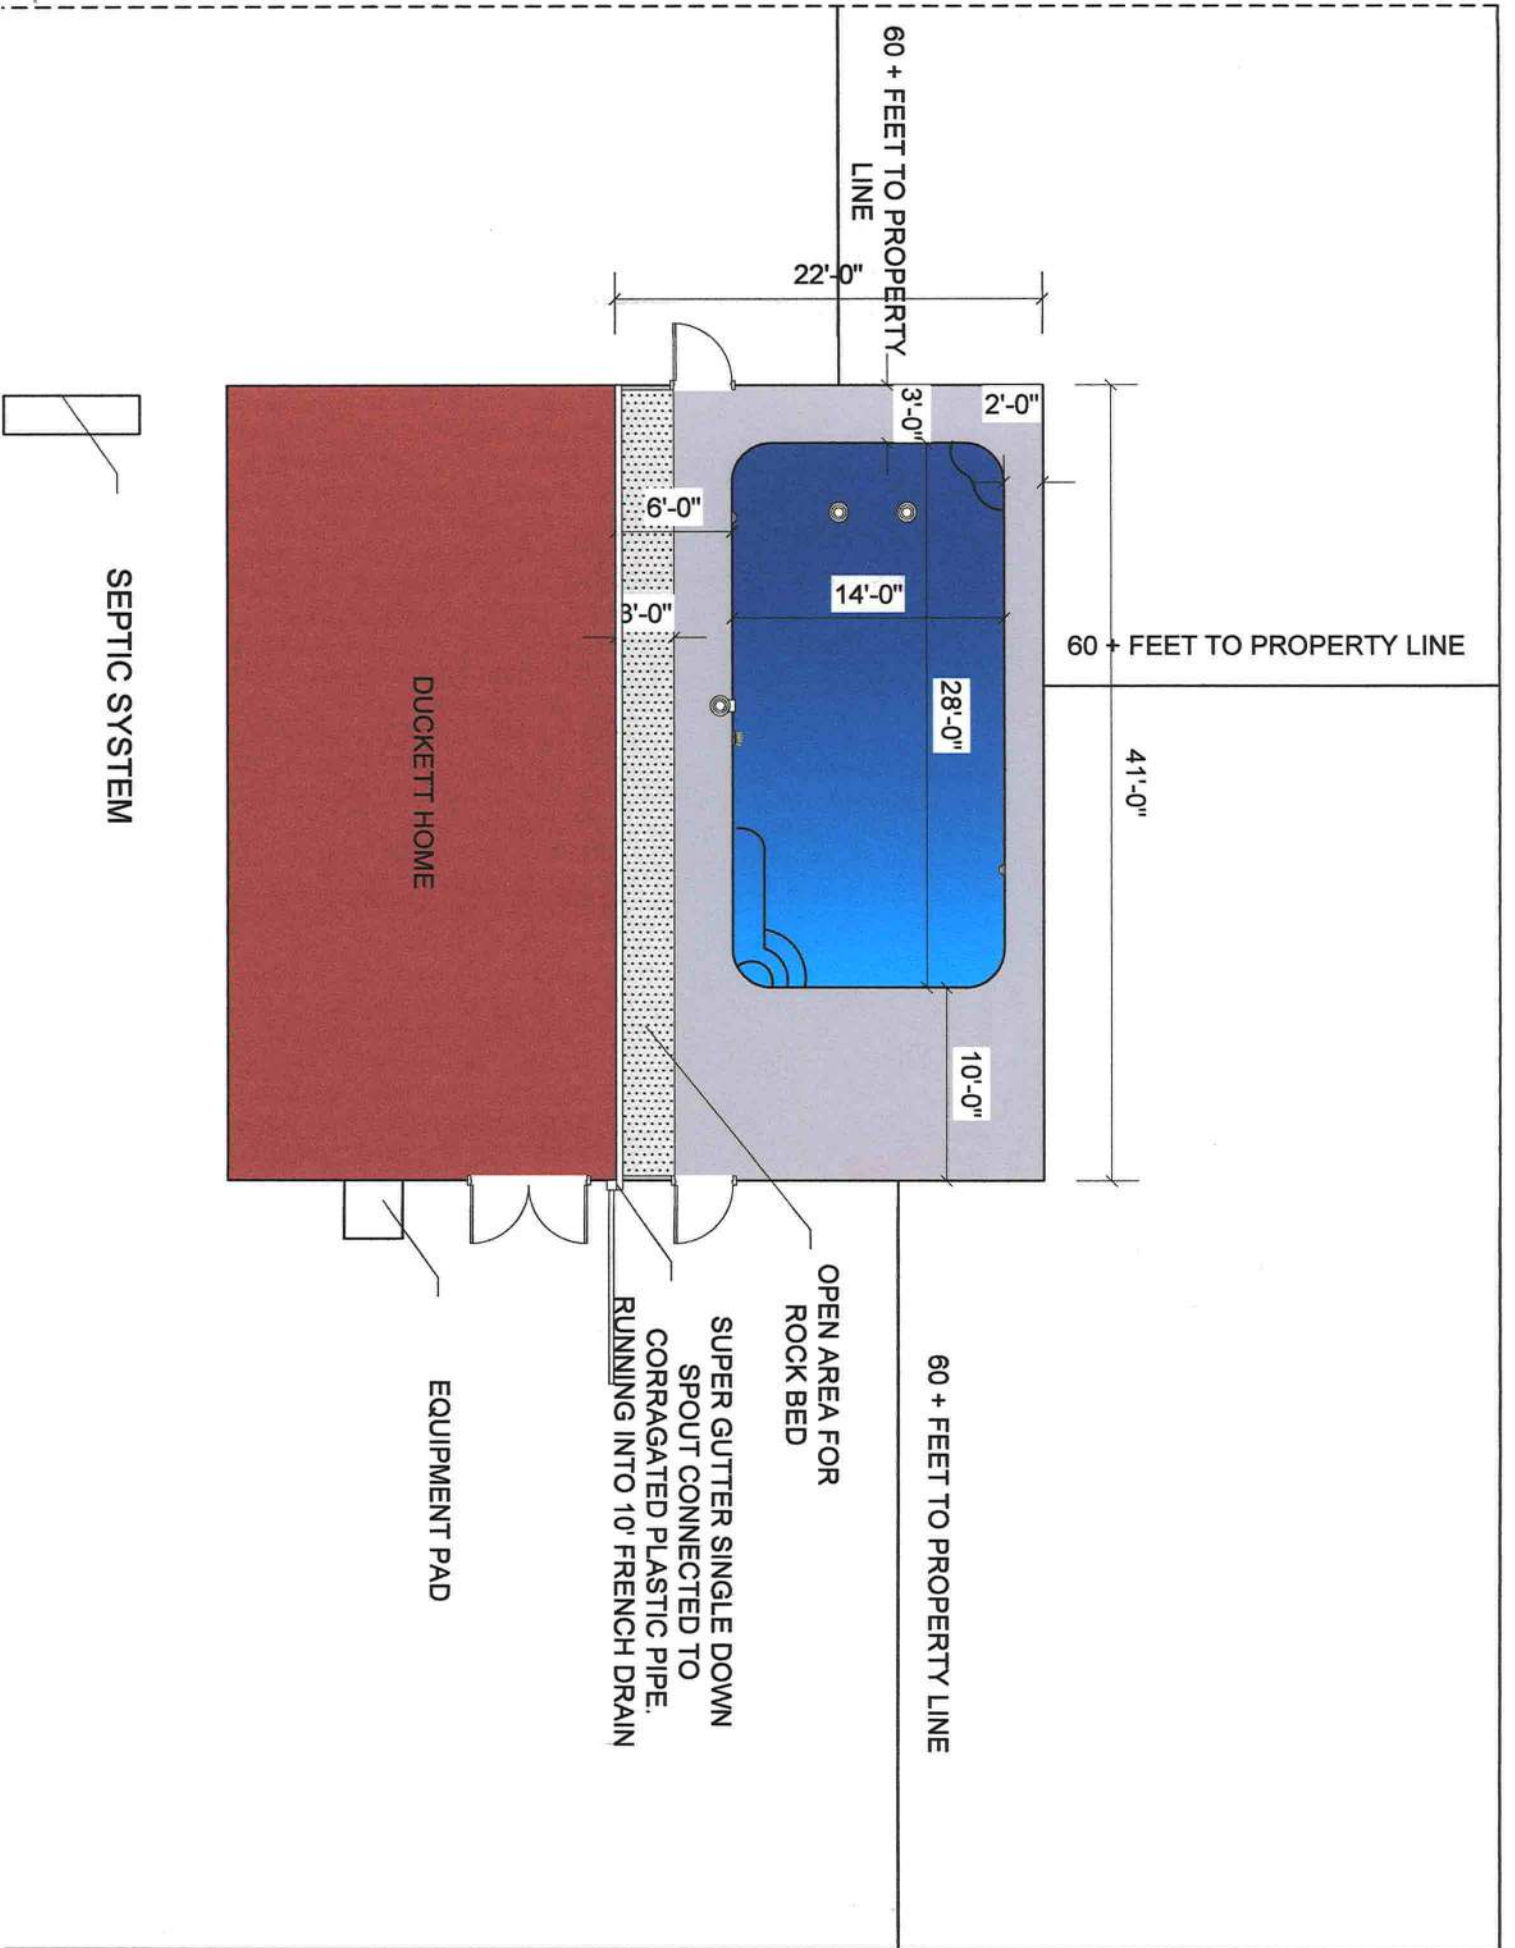 60 + FEET TO PROPERTY
LINE
22'-0"
3'-0"
2'-0"
6'-0"
14'-0"
3'-0"
28'-0"
60 + FEET TO PROPERTY LINE
41'-0"
10'-0"
DUCKETT HOME
SEPTIC SYSTEM
OPEN AREA FOR
ROCK BED
SUPER GUTTER SINGLE DOWN
SPOUT CONNECTED TO
CORRAGATED PLASTIC PIPE.
RUNNING INTO 10' FRENCH DRAIN
60 + FEET TO PROPERTY LINE
EQUIPMENT PAD